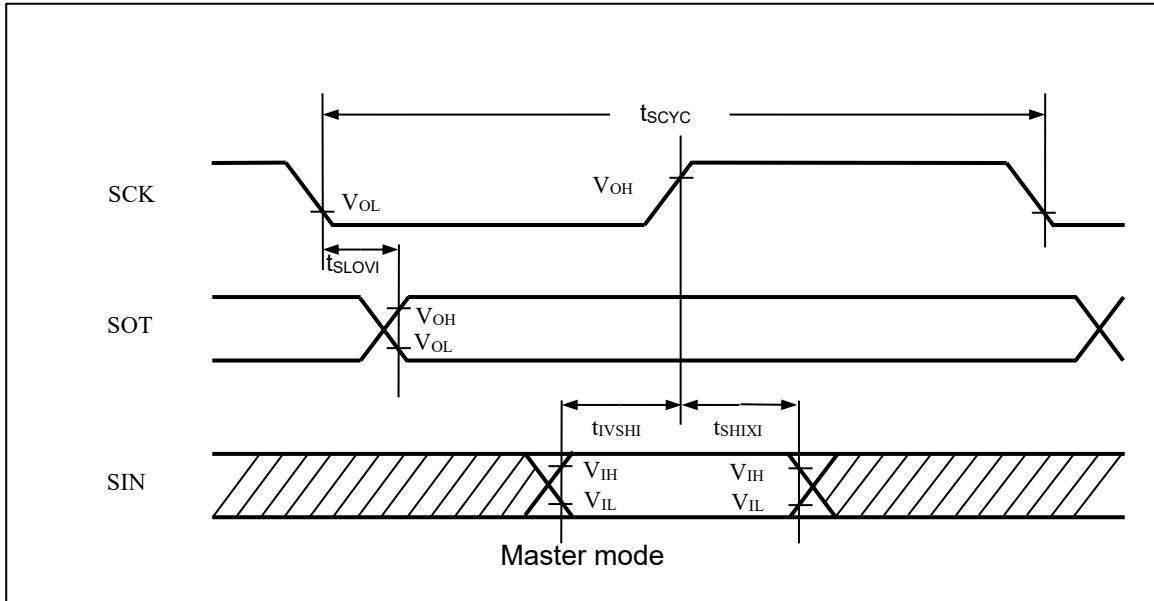 tSCYC
SCK
VOL
VOH
tSLOVI
SOT
VOH
VOL
tIVSHI
tSHIXI
SIN
VIH
VIH
VIL
VIL
Master mode